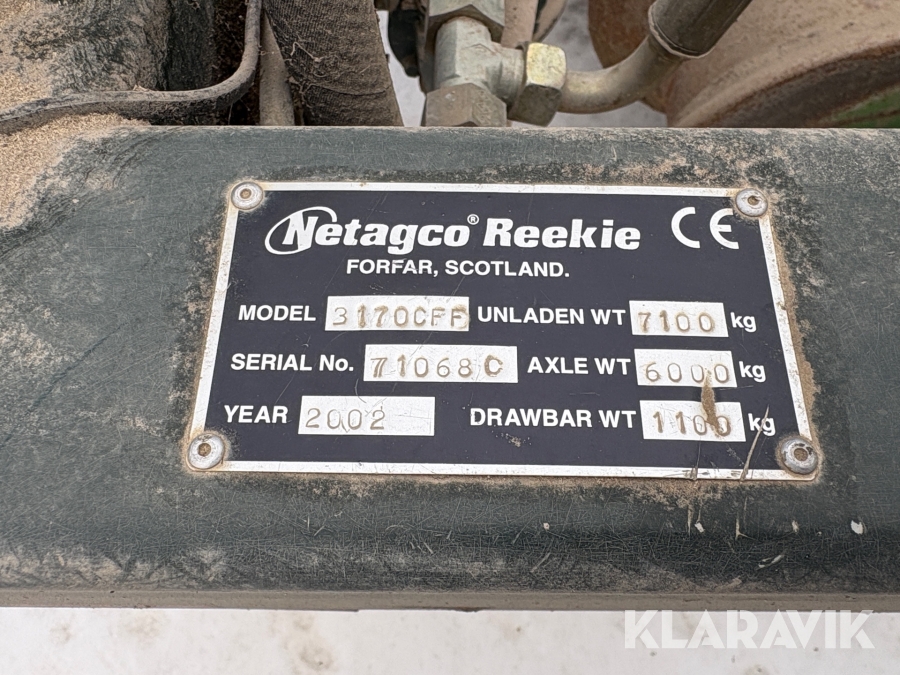 Netagco® Reekie CE
FORFAR, SCOTLAND.
MODEL 3170CFF UNLADEN WT 7100 kg
SERIAL No. 71068C AXLE WT 6000 kg
YEAR 2002 DRAWBAR WT 1100 kg
KLARAVIK